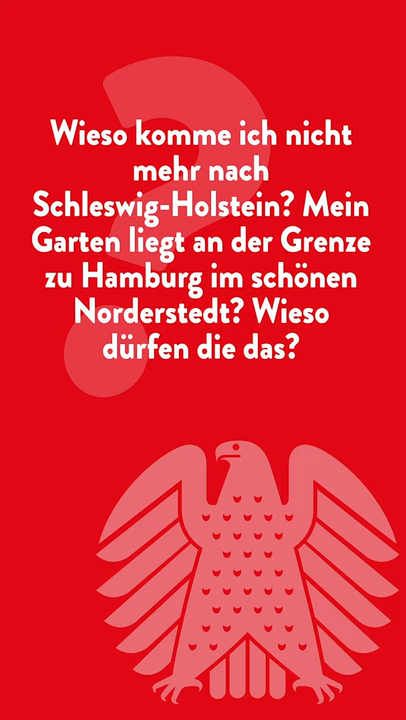 Wieso komme ich nicht
mehr nach
Schleswig-Holstein? Mein
Garten liegt an der Grenze
zu Hamburg im schönen
Norderstedt? Wieso
dürfen die das?